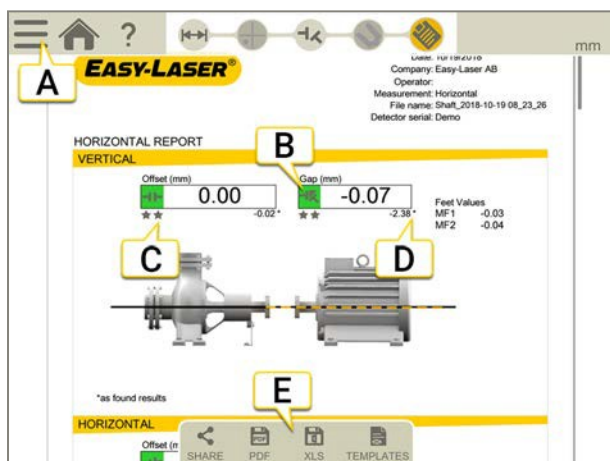 ?
mm
A
EASY-LASER®
Date: 10/19/2018
Company: Easy-Laser AB
Operator:
Measurement: Horizontal
File name: Shaft_2018-10-19 08_23_26
Detector serial: Demo
HORIZONTAL REPORT
B
VERTICAL
Offset (mm)
Gap (mm)
0.00
-0.07
-0.02 *
-2.38 *
Feet Values
MF1 -0.03
MF2 -0.04
C
D
*as found results
E
HORIZONTAL
SHARE
PDF
XLS
TEMPLATES